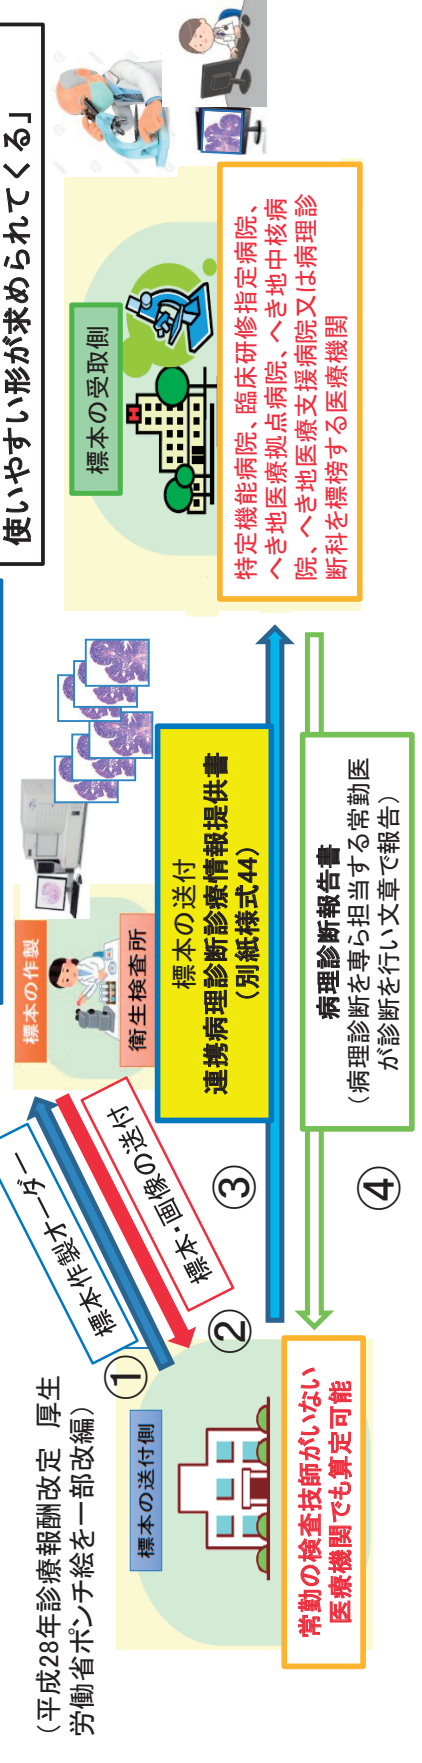 （平成28年診療報酬改定　厚生
労働省ポンチ絵を一部改編）
標本の送付側
常勤の検査技師がいない
医療機関でも算定可能
①
標本作製オーダー
②
標本・画像の送付
標本の作製
衛生検査所
③
標本の送付
連携病理診断診療情報提供書
（別紙様式44）
④
病理診断報告書
（病理診断を専ら担当する常勤医
が診断を行い文章で報告）
使いやすい形が求められてくる」
標本の受取側
H
特定機能病院、臨床研修指定病院、
へき地医療拠点病院、へき地中核病
院、へき地医療支援病院又は病理診
断科を標榜する医療機関